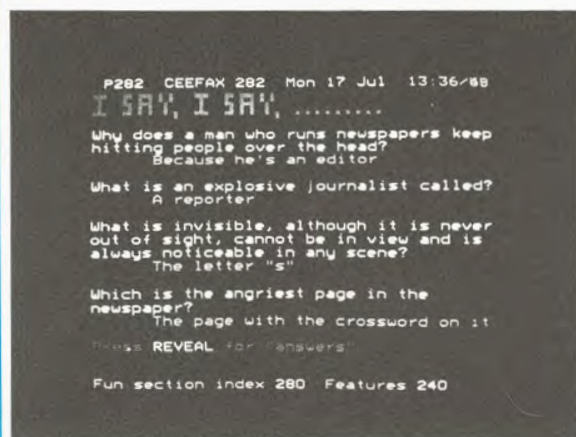 P282 CEEFAX 282 Mon 17 Jul 13:36/
I SAY, I SAY, .........
Why does a man who runs newspapers keep
hitting people over the head?
Because he's an editor
What is an explosive journalist called?
A reporter
What is invisible, although it is never
out of sight, cannot be in view and is
always noticeable in any scene?
The letter "s"
Which is the angriest page in the
newspaper?
The page with the crossword on it
Press REVEAL for "answers"
Fun section index 280 Features 240